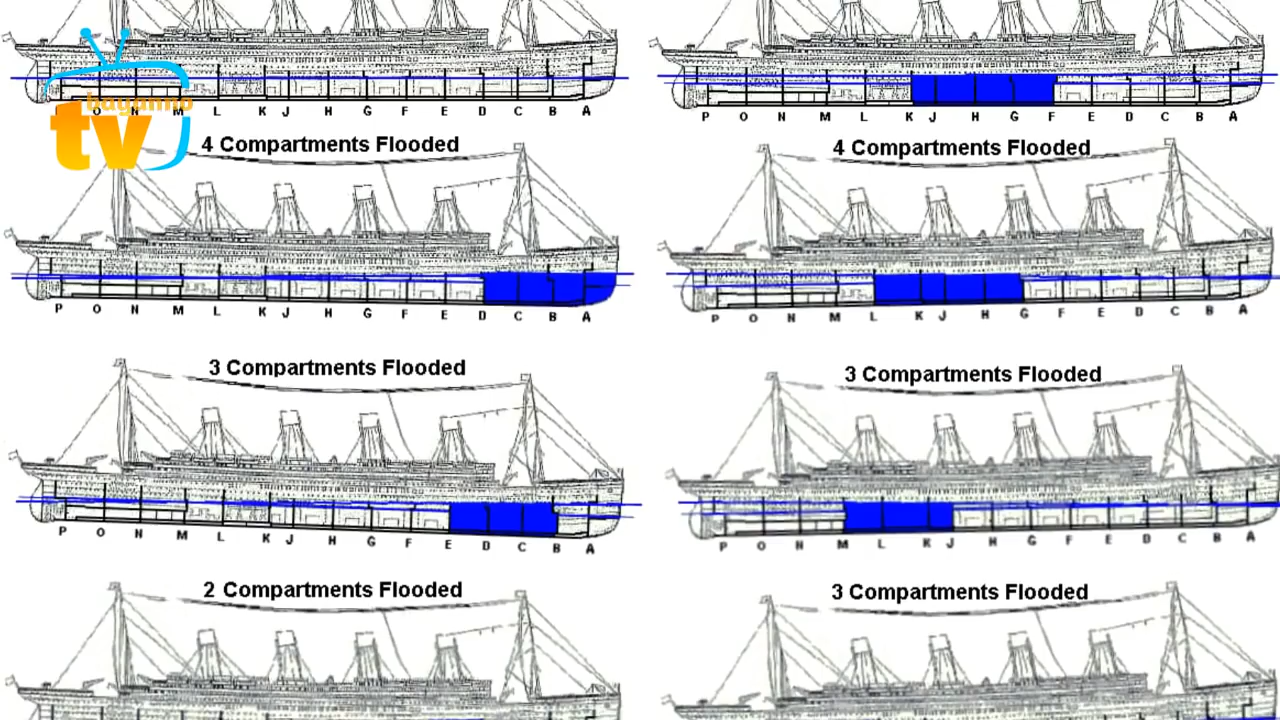 bayanno
tv
O N M L K J H G F E D C B A
P O N M L K J H G F E D C B A
4 Compartments Flooded
4 Compartments Flooded
P O N M L K J H G F E D C B A
P O N M L K J H G F E D C B A
3 Compartments Flooded
3 Compartments Flooded
P O N M L K J H G F E D C B A
P O N M L K J H G F E D C B A
2 Compartments Flooded
3 Compartments Flooded